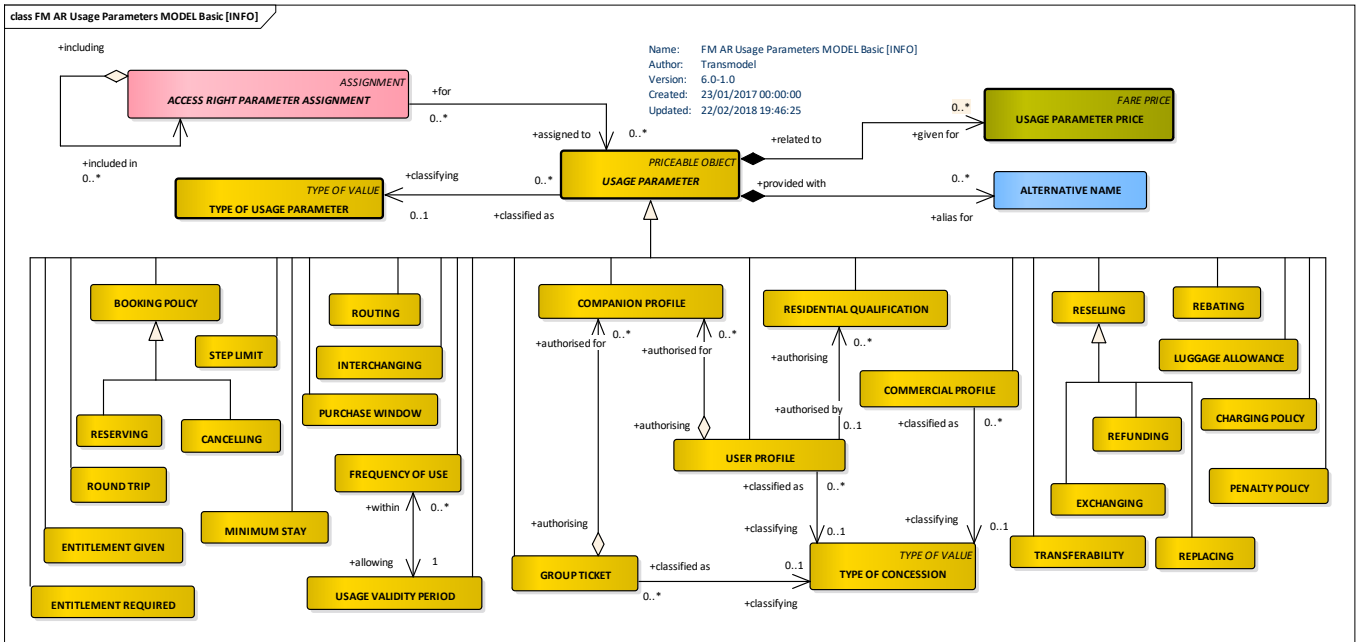 class FM AR Usage Parameters MODEL Basic [INFO]
Name: FM AR Usage Parameters MODEL Basic [INFO]
Author: Transmodel
Version: 6.0-1.0
Created: 23/01/2017 00:00:00
Updated: 22/02/2018 19:46:25
+including
ASSIGNMENT
ACCESS RIGHT PARAMETER ASSIGNMENT
+for
0..*
+included in
0..*
+assigned to
0..*
FARE PRICE
USAGE PARAMETER PRICE
0..*
+given for
+related to
PRICEABLE OBJECT
USAGE PARAMETER
TYPE OF VALUE
TYPE OF USAGE PARAMETER
+classifying
0..*
0..1
+classified as
+provided with
0..*
ALTERNATIVE NAME
+alias for
BOOKING POLICY
STEP LIMIT
RESERVING
CANCELLING
ROUND TRIP
MINIMUM STAY
ENTITLEMENT GIVEN
ENTITLEMENT REQUIRED
ROUTING
INTERCHANGING
PURCHASE WINDOW
FREQUENCY OF USE
+within
0..*
+allowing
1
USAGE VALIDITY PERIOD
COMPANION PROFILE
0..*
+authorised for
0..*
+authorised for
RESIDENTIAL QUALIFICATION
0..*
+authorising
+authorised by
0..1
+authorising
USER PROFILE
COMMERCIAL PROFILE
+classified as
0..*
+classified as
0..*
+classifying
0..1
+classifying
0..1
+authorising
GROUP TICKET
+classified as
0..*
0..1
+classifying
TYPE OF VALUE
TYPE OF CONCESSION
RESELLING
REBATING
LUGGAGE ALLOWANCE
CHARGING POLICY
REFUNDING
PENALTY POLICY
EXCHANGING
TRANSFERABILITY
REPLACING